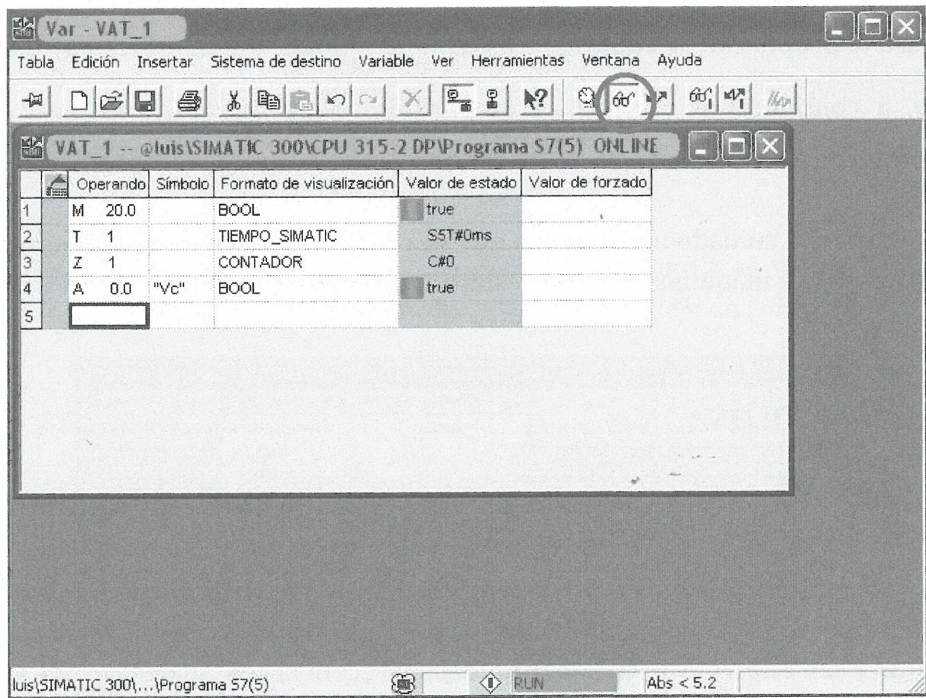 Var - VAT_1
Tabla Edición Insertar Sistema de destino Variable Ver Herramientas Ventana Ayuda
VAT_1 -- @luis\SIMATIC 300\CPU 315-2 DP\Programa S7(5) ONLINE
Operando Símbolo Formato de visualización Valor de estado Valor de forzado
1 M 20.0 BOOL true
2 T 1 TIEMPO_SIMATIC S5T#0ms
3 Z 1 CONTADOR C#0
4 A 0.0 "Vc" BOOL true
5
luis\SIMATIC 300\...\Programa S7(5) RUN Abs < 5.2